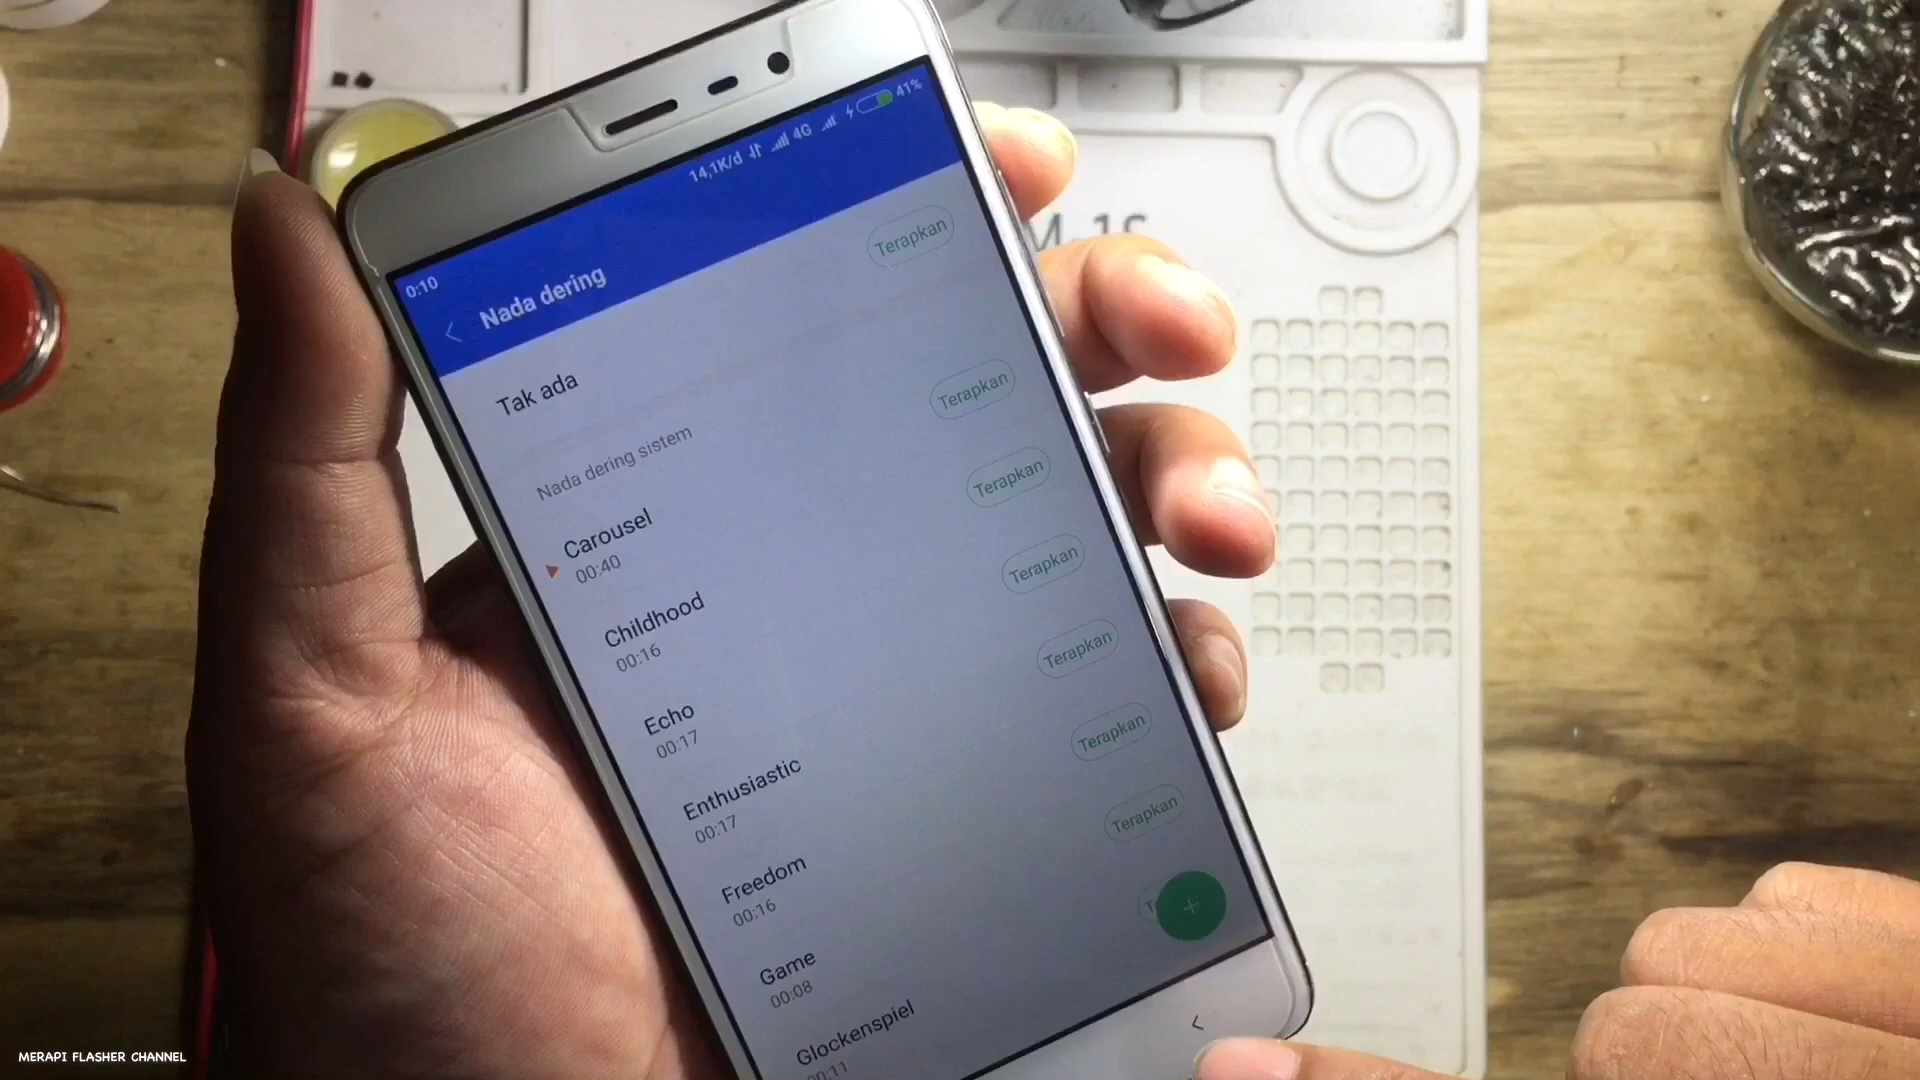 14,1K/d 4G 41%
0:10
Nada dering
Tak ada
Terapkan
Nada dering sistem
Carousel
00:40
Terapkan
Childhood
00:16
Terapkan
Echo
00:17
Terapkan
Enthusiastic
00:17
Terapkan
Freedom
00:16
Terapkan
Game
00:08
Terapkan
Glockenspiel
00:11
MERAPI FLASHER CHANNEL